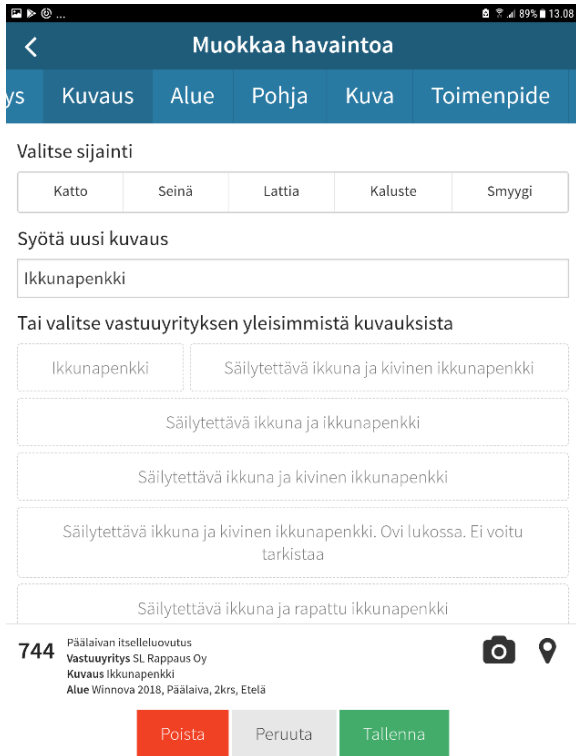 ... 89% 13.08
Muokkaa havaintoa
ys Kuvaus Alue Pohja Kuva Toimenpide
Valitse sijainti
Katto Seinä Lattia Kaluste Smyygi
Syötä uusi kuvaus
Ikkunapenkki
Tai valitse vastuuyrityksen yleisimmistä kuvauksista
Ikkunapenkki Säilytettävä ikkuna ja kivinen ikkunapenkki
Säilytettävä ikkuna ja ikkunapenkki
Säilytettävä ikkuna ja kivinen ikkunapenkki
Säilytettävä ikkuna ja kivinen ikkunapenkki. Ovi lukossa. Ei voitu
tarkistaa
Säilytettävä ikkuna ja rapattu ikkunapenkki
744 Päälaivan itselleluovutus
Vastuuyritys SL Rappaus Oy
Kuvaus Ikkunapenkki
Alue Winnova 2018, Päälaiva, 2krs, Etelä
Poista Peruuta Tallenna